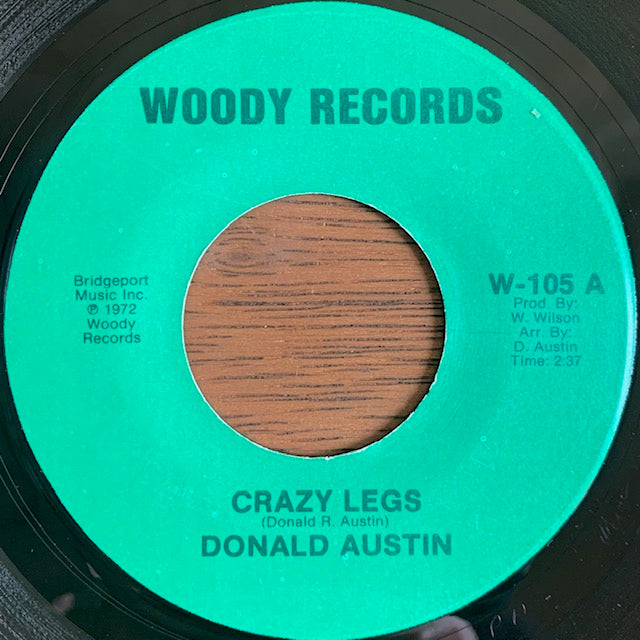 WOODY RECORDS
Bridgeport
Music Inc.
℗ 1972
Woody
Records
W-105 A
Prod. By:
W. Wilson
Arr. By:
D. Austin
Time: 2:37
CRAZY LEGS
(Donald R. Austin)
DONALD AUSTIN